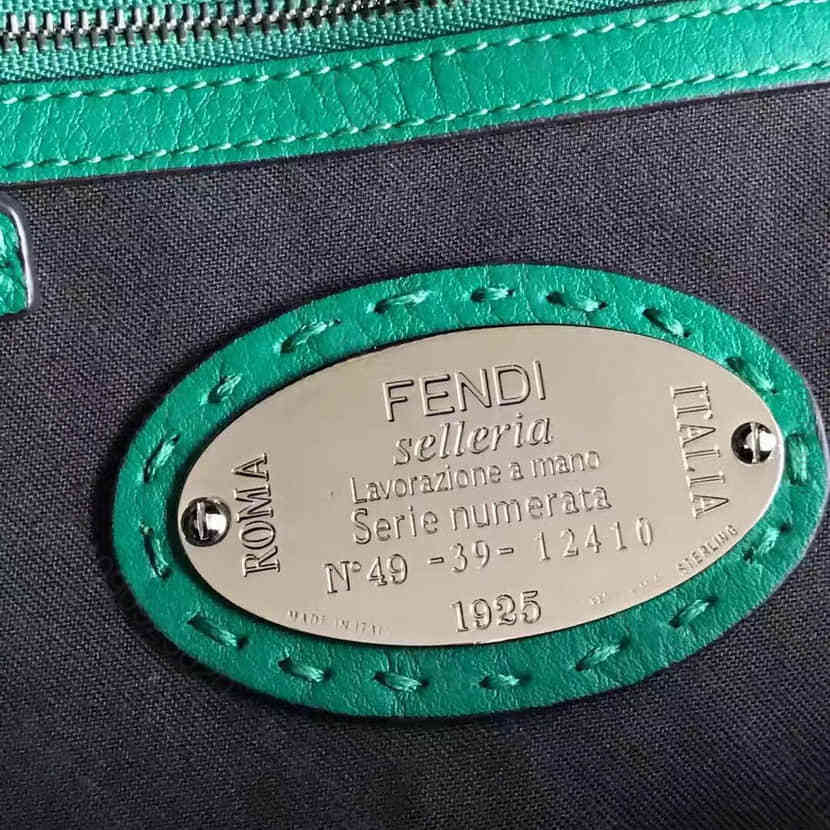 FENDI
selleria
Lavorazione a mano
Serie numerata
N°49 -39- 12410
1925
ROMA
ITALIA
MADE IN ITALY
STERLING